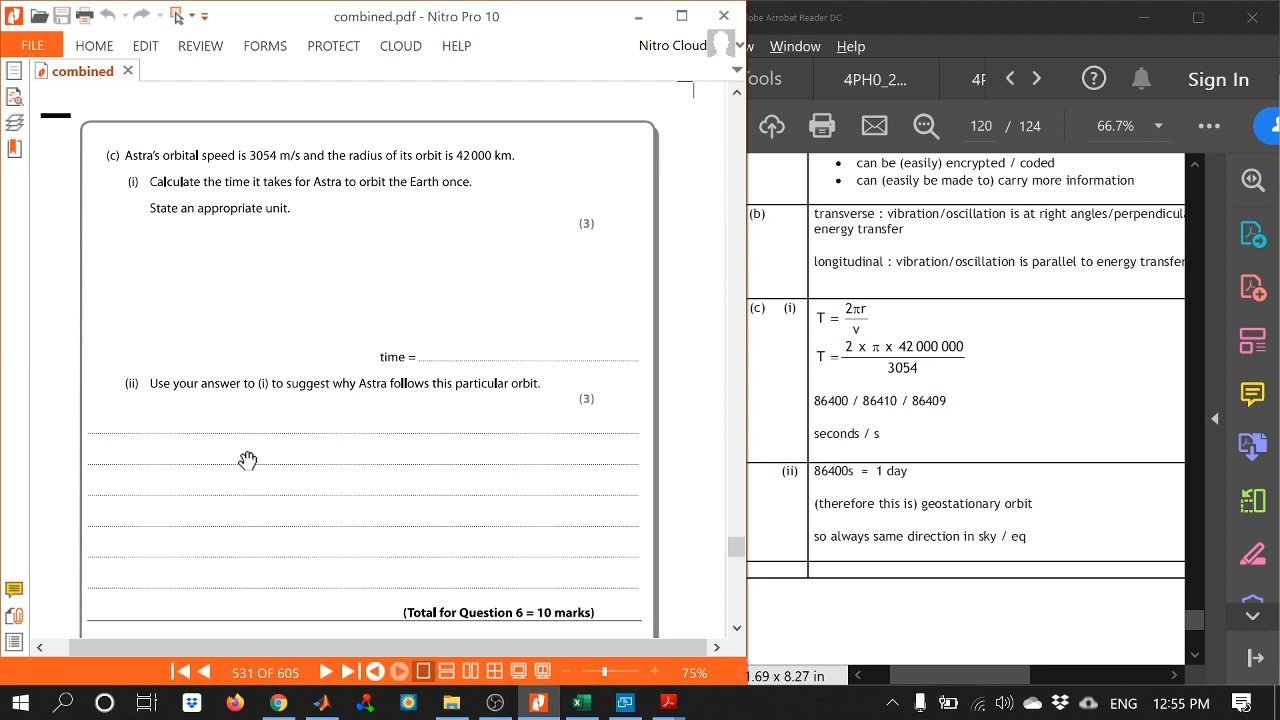 combined.pdf - Nitro Pro 10
FILE HOME EDIT REVIEW FORMS PROTECT CLOUD HELP Nitro Cloud
combined
(c) Astra's orbital speed is 3054 m/s and the radius of its orbit is 42 000 km.
(i) Calculate the time it takes for Astra to orbit the Earth once.
State an appropriate unit.
(3)
time =
(ii) Use your answer to (i) to suggest why Astra follows this particular orbit.
(3)
(Total for Question 6 = 10 marks)
531 OF 605
75%
dobe Acrobat Reader DC
w Window Help
ools 4PH0_2... 4F Sign In
120 / 124 66.7%
• can be (easily) encrypted / coded
• can (easily be made to) carry more information
(b) transverse : vibration/oscillation is at right angles/perpendicul
energy transfer
longitudinal : vibration/oscillation is parallel to energy transfer
(c) (i) T = 2πr
v
T = 2 x π x 42 000 000
3054
86400 / 86410 / 86409
seconds / s
(ii) 86400s = 1 day
(therefore this is) geostationary orbit
so always same direction in sky / eq
1.69 x 8.27 in
ENG 12:55 PM